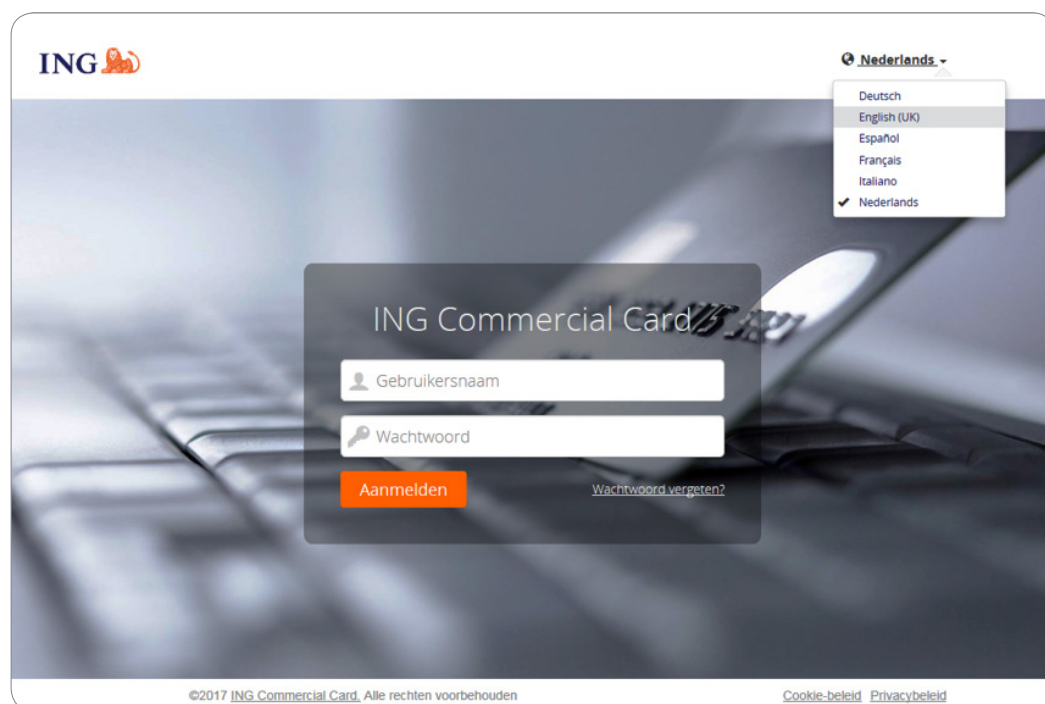 ING
Nederlands
Deutsch
English (UK)
Español
Français
Italiano
Nederlands
ING Commercial Card
Gebruikersnaam
Wachtwoord
Aanmelden
Wachtwoord vergeten?
©2017 ING Commercial Card. Alle rechten voorbehouden
Cookie-beleid Privacybeleid